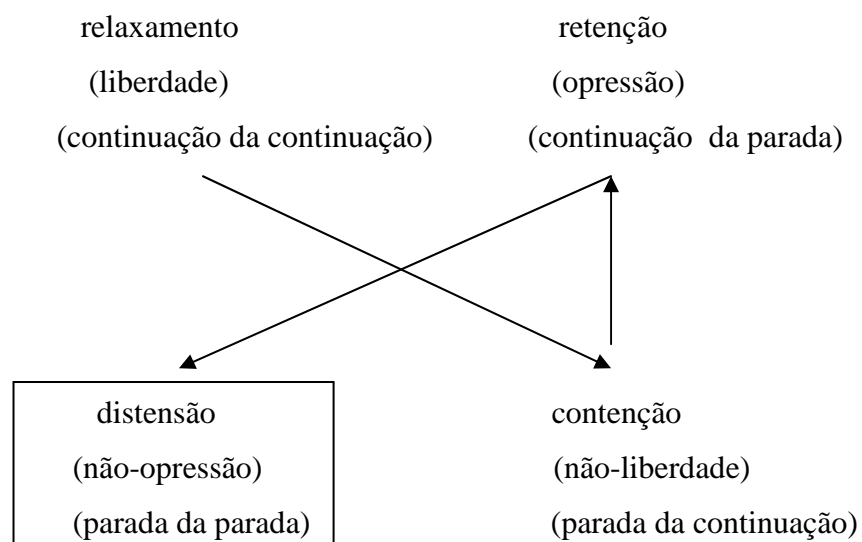 relaxamento
(liberdade)
(continuação da continuação)
retenção
(opressão)
(continuação da parada)
distensão
(não-opressão)
(parada da parada)
contenção
(não-liberdade)
(parada da continuação)